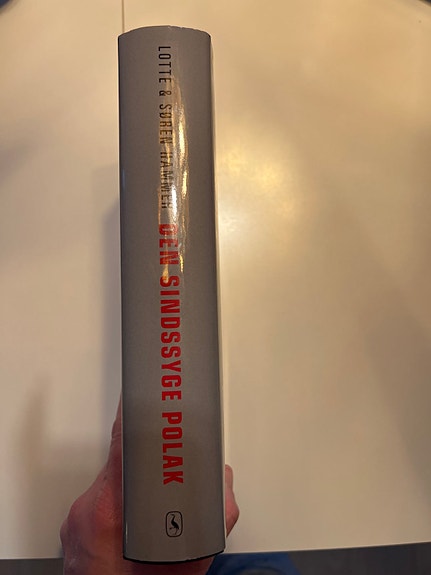 LOTTE & SØREN HAMMER
DEN SINDSSYGE POLAK